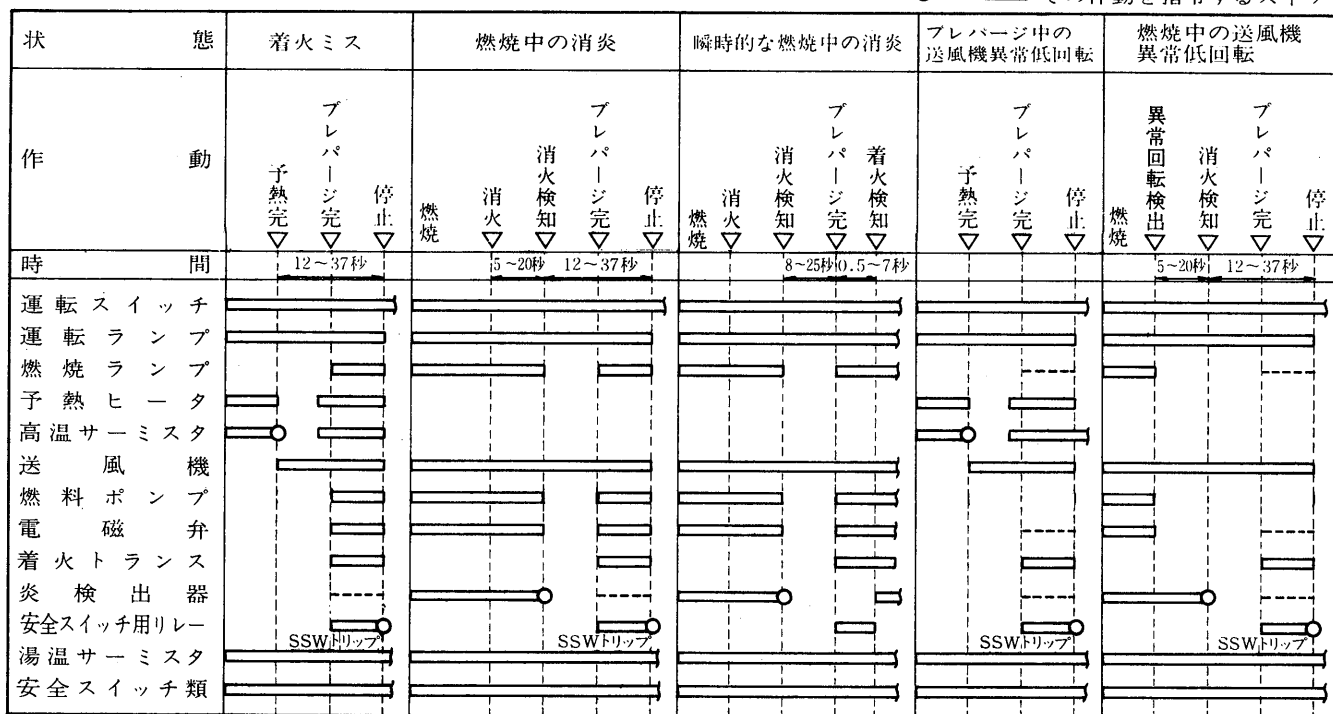 状態
着火ミス
燃焼中の消炎
瞬時的な燃焼中の消炎
プレパージ中の
送風機異常低回転
燃焼中の送風機
異常低回転
作動
予熱完
プレパージ完
停止
燃焼
消火
消火検知
プレパージ完
停止
燃焼
消火
消火検知
プレパージ完
着火検知
予熱完
プレパージ完
停止
燃焼
異常回転検出
消火検知
プレパージ完
停止
時間
12~37秒
5~20秒
12~37秒
8~25秒
0.5~7秒
5~20秒
12~37秒
運転スイッチ
運転ランプ
燃焼ランプ
予熱ヒータ
高温サーミスタ
送風機
燃料ポンプ
電磁弁
着火トランス
炎検出器
安全スイッチ用リレー
SSWトリップ
SSWトリップ
SSWトリップ
SSWトリップ
湯温サーミスタ
安全スイッチ類